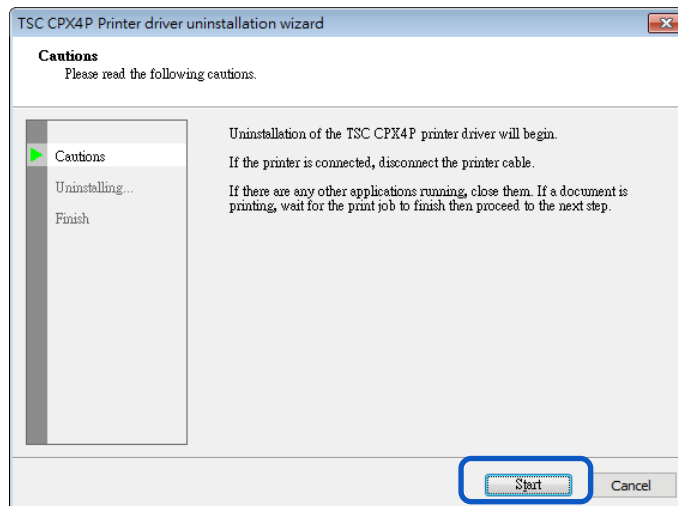 TSC CPX4P Printer driver uninstallation wizard
Cautions
Please read the following cautions.
Cautions
Uninstalling...
Finish
Uninstallation of the TSC CPX4P printer driver will begin.
If the printer is connected, disconnect the printer cable.
If there are any other applications running, close them. If a document is
printing, wait for the print job to finish then proceed to the next step.
Start
Cancel